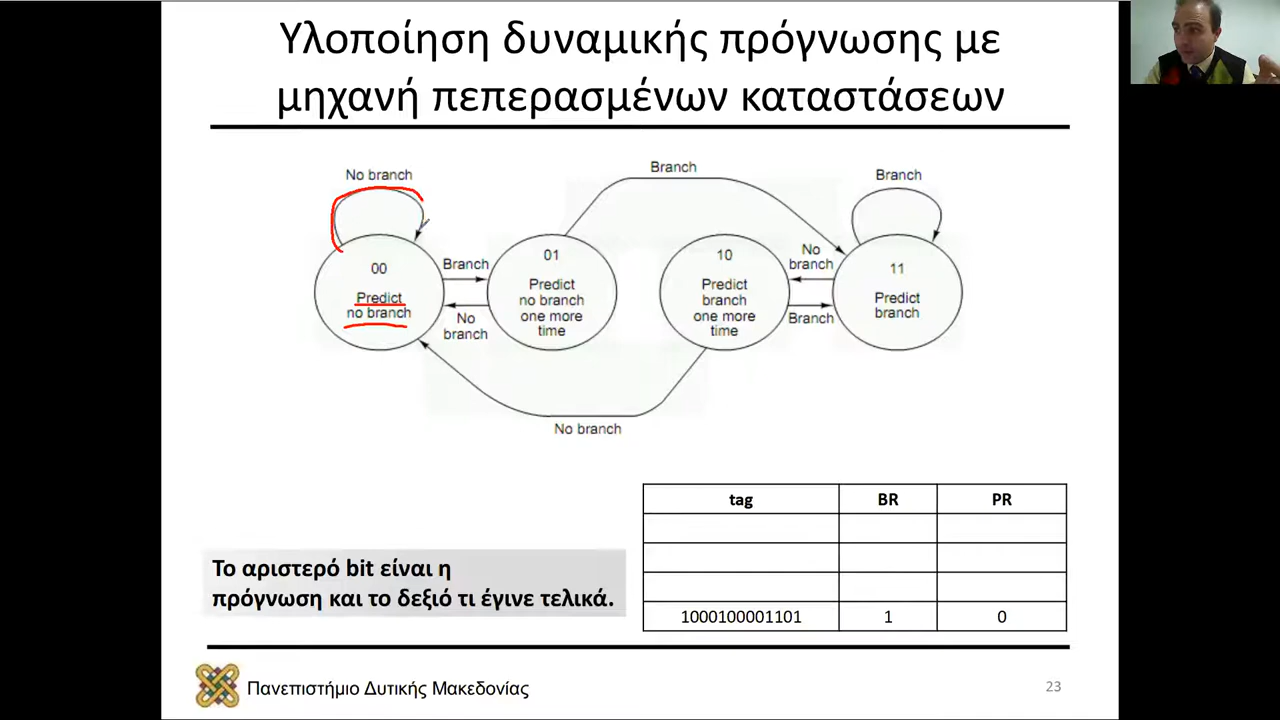 Υλοποίηση δυναμικής πρόγνωσης με
μηχανή πεπερασμένων καταστάσεων
No branch
Branch
Branch
00
Predict
no branch
Branch
No
branch
01
Predict
no branch
one more
time
10
Predict
branch
one more
time
No
branch
Branch
11
Predict
branch
No branch
tag BR PR
1000100001101 1 0
Το αριστερό bit είναι η
πρόγνωση και το δεξιό τι έγινε τελικά.
Πανεπιστήμιο Δυτικής Μακεδονίας
23